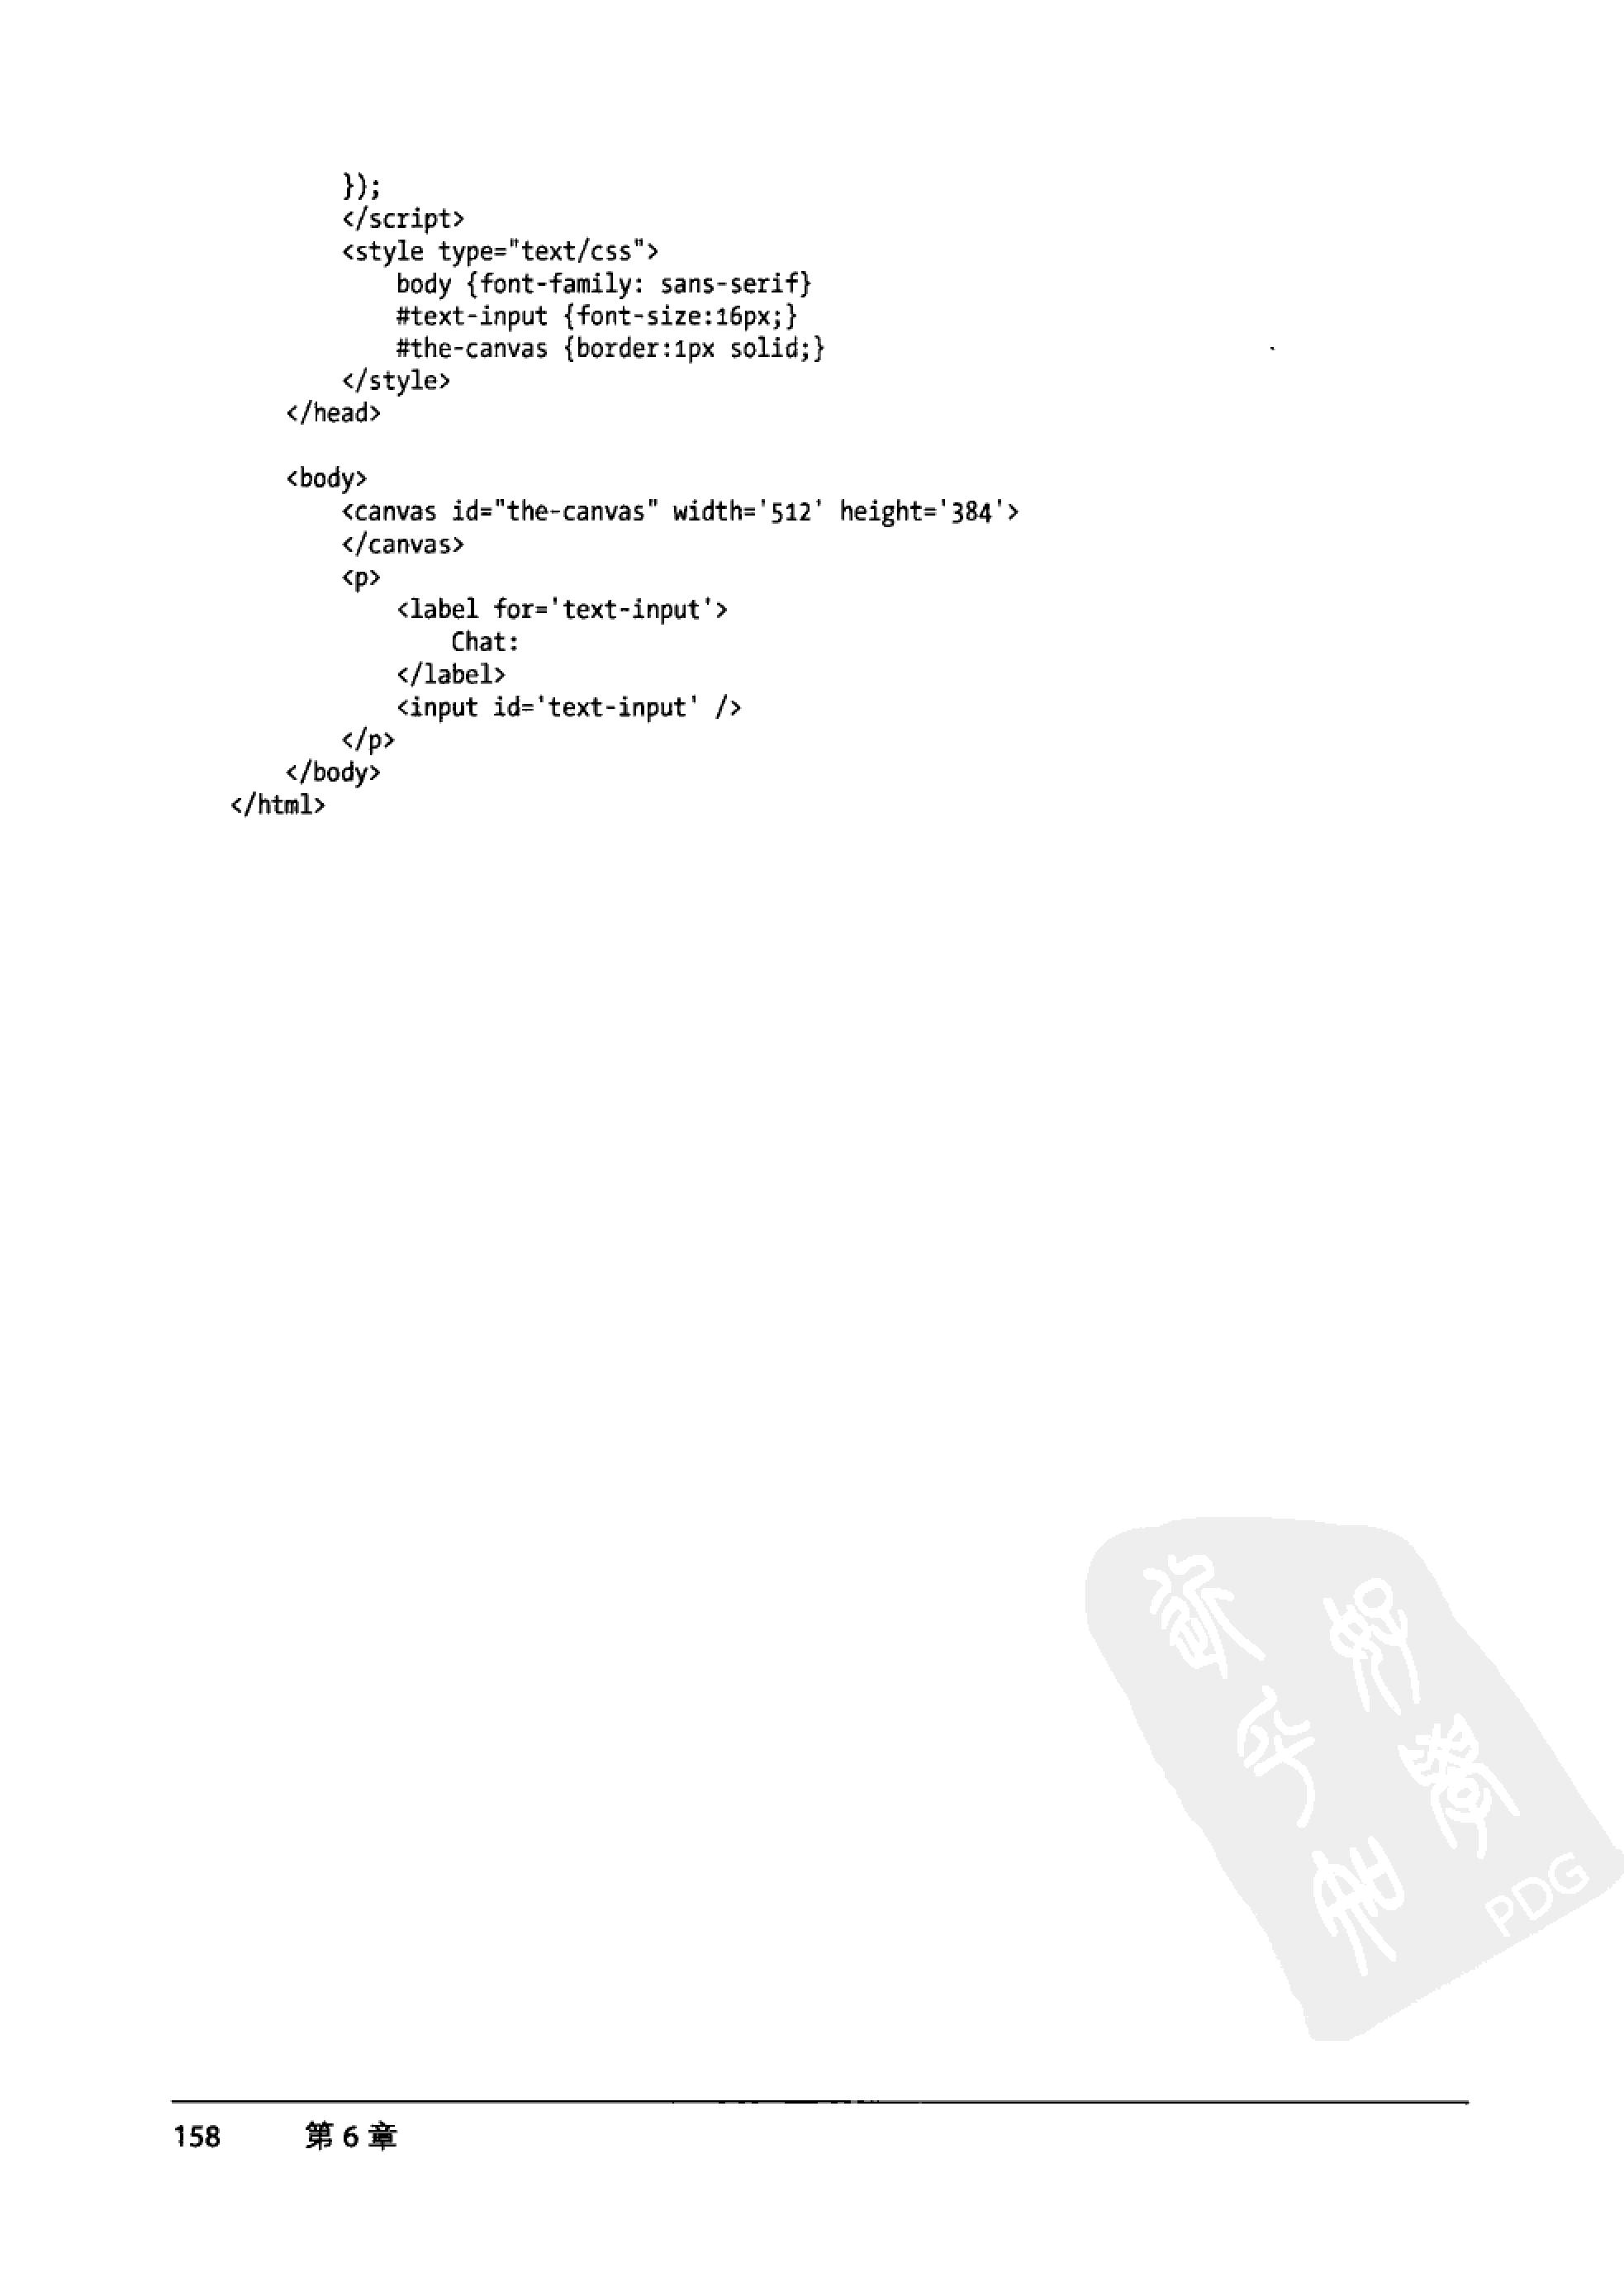 });
        </script>
        <style type="text/css">
            body {font-family: sans-serif}
            #text-input {font-size:16px;}
            #the-canvas {border:1px solid;}
        </style>
    </head>
    <body>
        <canvas id="the-canvas" width='512' height='384'>
        </canvas>
        <p>
            <label for='text-input'>
                Chat:
            </label>
            <input id='text-input' />
        </p>
    </body>
</html>
PDG
158 第 6 章